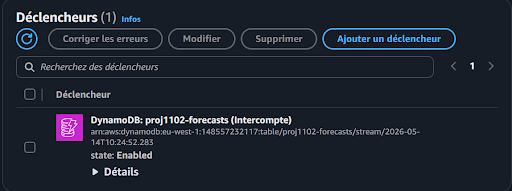 Déclencheurs (1) Infos
Corriger les erreurs Modifier Supprimer Ajouter un déclencheur
Recherchez des déclencheurs 1
Déclencheur
DynamoDB: proj1102-forecasts (Intercompte)
arn:aws:dynamodb:eu-west-1:148557232117:table/proj1102-forecasts/stream/2026-05-
14T10:24:52.283
state: Enabled
Détails